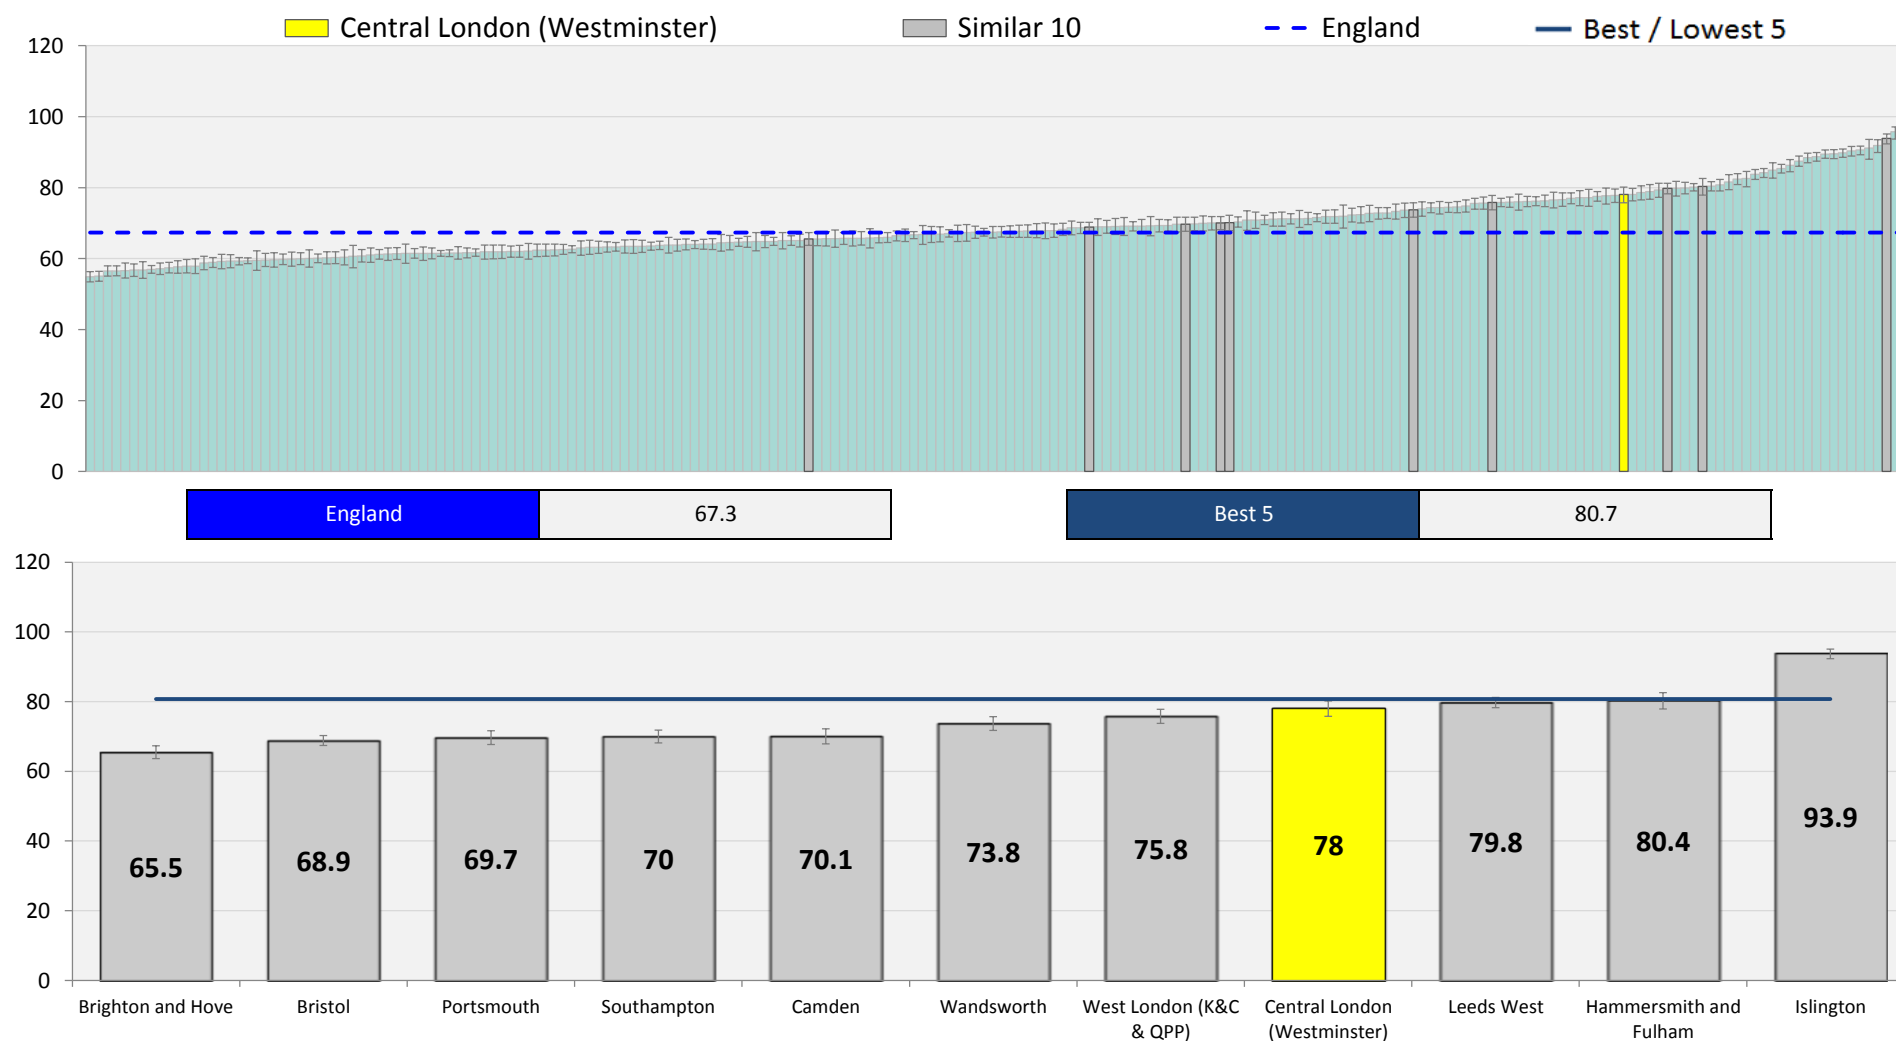 Central London (Westminster) Similar 10 England Best / Lowest 5
120
100
80
60
40
20
0
England 67.3 Best 5 80.7
120
100
80
60
40
20
0
65.5 68.9 69.7 70 70.1 73.8 75.8 78 79.8 80.4 93.9
Brighton and Hove Bristol Portsmouth Southampton Camden Wandsworth West London (K&C Central London Leeds West Hammersmith and Islington
& QPP) (Westminster) Fulham